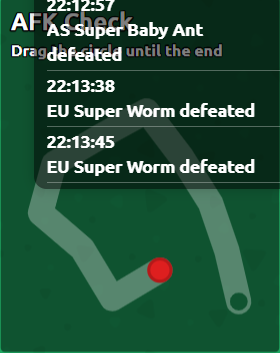 22:12:57
AFK Check
AS Super Baby Ant
defeated
Drag the circle until the end
22:13:38
EU Super Worm defeated
22:13:45
EU Super Worm defeated